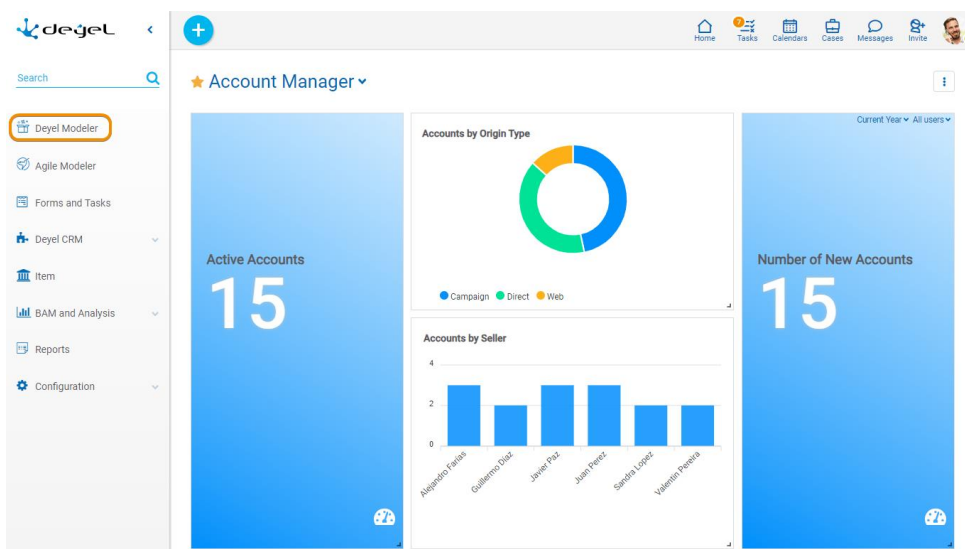 deyel
Search
Deyel Modeler
Agile Modeler
Forms and Tasks
Deyel CRM
Item
BAM and Analysis
Reports
Configuration
Home
7
Tasks
Calendars
Cases
Messages
Invite
Account Manager
Active Accounts
15
Accounts by Origin Type
Campaign Direct Web
Accounts by Seller
4
2
0
Alejandro Farias
Guillermo Diaz
Javier Paz
Juan Perez
Sandra Lopez
Valentin Pereira
Current Year All users
Number of New Accounts
15